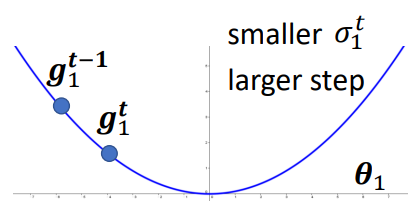 smaller σ₁ᵗ
larger step
g₁ᵗ⁻¹
g₁ᵗ
θ₁